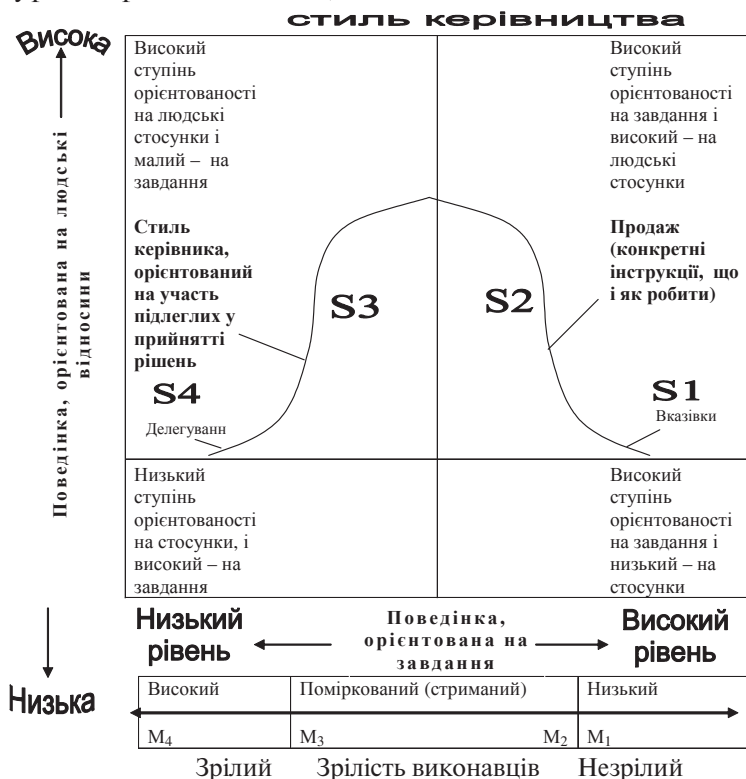 стиль керівництва
Висока
Високий
ступінь
орієнтованості
на людські
стосунки і
малий – на
завдання
Високий
ступінь
орієнтованості
на завдання і
високий – на
людські
стосунки
Поведінка, орієнтована на людські
відносини
Стиль
керівника,
орієнтований
на участь
підлеглих у
прийнятті
рішень
Продаж
(конкретні
інструкції, що
і як робити)
S3
S2
S4
S1
Делегуванн
Вказівки
Низький
ступінь
орієнтованості
на стосунки, і
високий – на
завдання
Високий
ступінь
орієнтованості
на завдання і
низький – на
стосунки
Низький
рівень
Поведінка,
орієнтована на
завдання
Високий
рівень
Низька
Високий
Поміркований (стриманий)
Низький
М4
М3
М2
М1
Зрілий
Зрілість виконавців
Незрілий